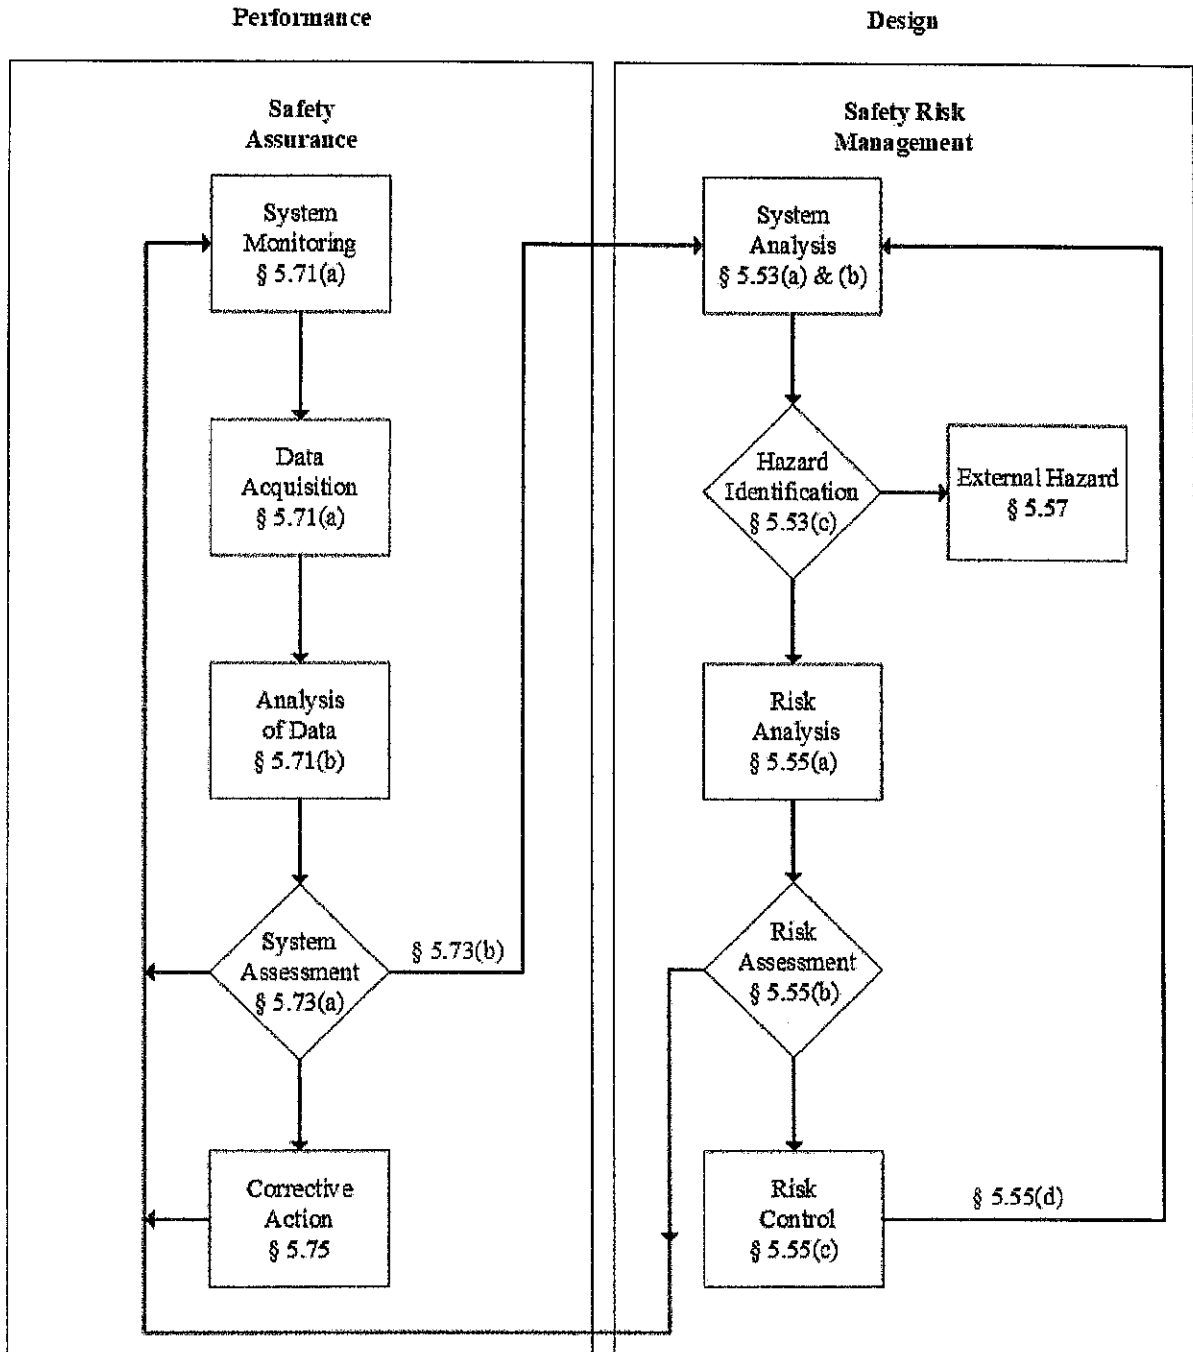 Performance
Design
Safety
Assurance
System
Monitoring
§ 5.71(a)
Data
Acquisition
§ 5.71(a)
Analysis
of Data
§ 5.71(b)
System
Assessment
§ 5.73(a)
§ 5.73(b)
Corrective
Action
§ 5.75
Safety Risk
Management
System
Analysis
§ 5.53(a) & (b)
Hazard
Identification
§ 5.53(c)
External Hazard
§ 5.57
Risk
Analysis
§ 5.55(a)
Risk
Assessment
§ 5.55(b)
Risk
Control
§ 5.55(c)
§ 5.55(d)